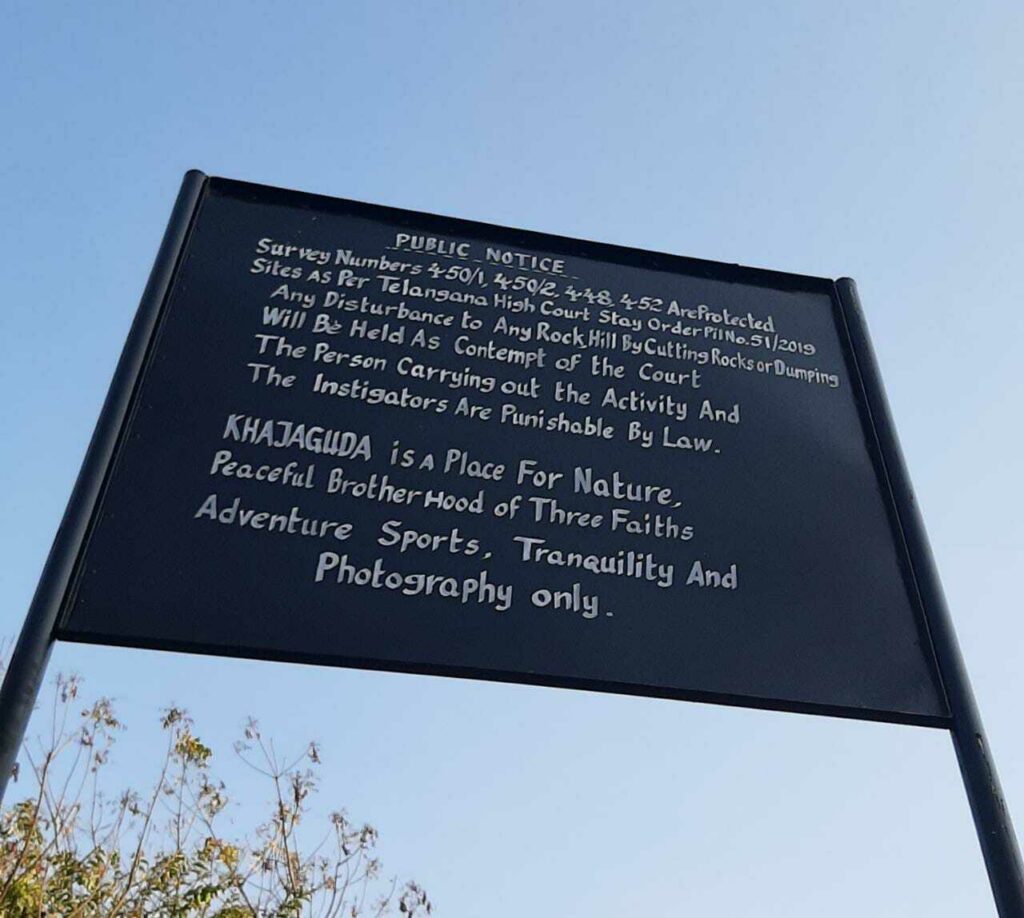 PUBLIC NOTICE
Survey Numbers 450/1, 450/2, 448, 452 Are Protected
Sites As Per Telangana High Court Stay Order Pil No. 51/2019
Any Disturbance to Any Rock Hill By Cutting Rocks or Dumping
Will Be Held As Contempt of the Court
The Person Carrying out the Activity And
The Instigators Are Punishable By Law.
KHAJAGUDA is A Place For Nature,
Peaceful Brother Hood of Three Faiths
Adventure Sports, Tranquility And
Photography only.